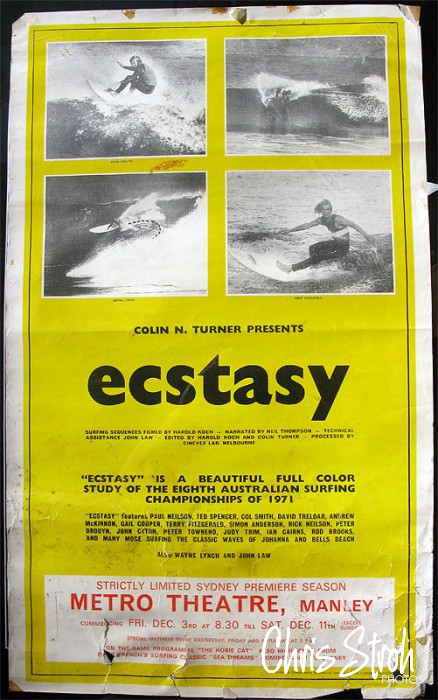 COLIN N. TURNER PRESENTS
ecstasy
SURFING SEQUENCES FILMED BY HAROLD KOCH — NARRATED BY NEIL THOMPSON — TECHNICAL
ASSISTANCE JOHN LAW — EDITED BY HAROLD KOCH AND COLIN TURNER — PROCESSED BY
CINEVEX LAB. MELBOURNE
"ECSTASY" IS A BEAUTIFUL FULL COLOR
STUDY OF THE EIGHTH AUSTRALIAN SURFING
CHAMPIONSHIPS OF 1971
"ECSTASY" features PAUL NEILSON, TED SPENCER, COL SMITH, DAVID TRELOAR, ANDREW
McKINNON, GAIL COUPER, TERRY FITZGERALD, SIMON ANDERSON, RICK NEILSON, PETER
DROUYN, JOHN OTTON, PETER TOWNEND, JUDY TRIM, IAN CAIRNS, ROD BROOKS,
AND MANY MORE SURFING THE CLASSIC WAVES OF JOHANNA AND BELLS BEACH
ALSO WAYNE LYNCH AND JOHN LAW
STRICTLY LIMITED SYDNEY PREMIERE SEASON
METRO THEATRE, MANLEY
COMMENCING FRI. DEC. 3RD AT 8.30 TILL SAT. DEC. 11TH (EXCEPT
SUNDAY
SPECIAL MATINEES EVERY WEDNESDAY, FRIDAY AND
ON THE SAME PROGRAMME "THE HOBIE CAT"
SURFING CLASSIC "SEA DREAMS"
Chris Stroh
PHOTO